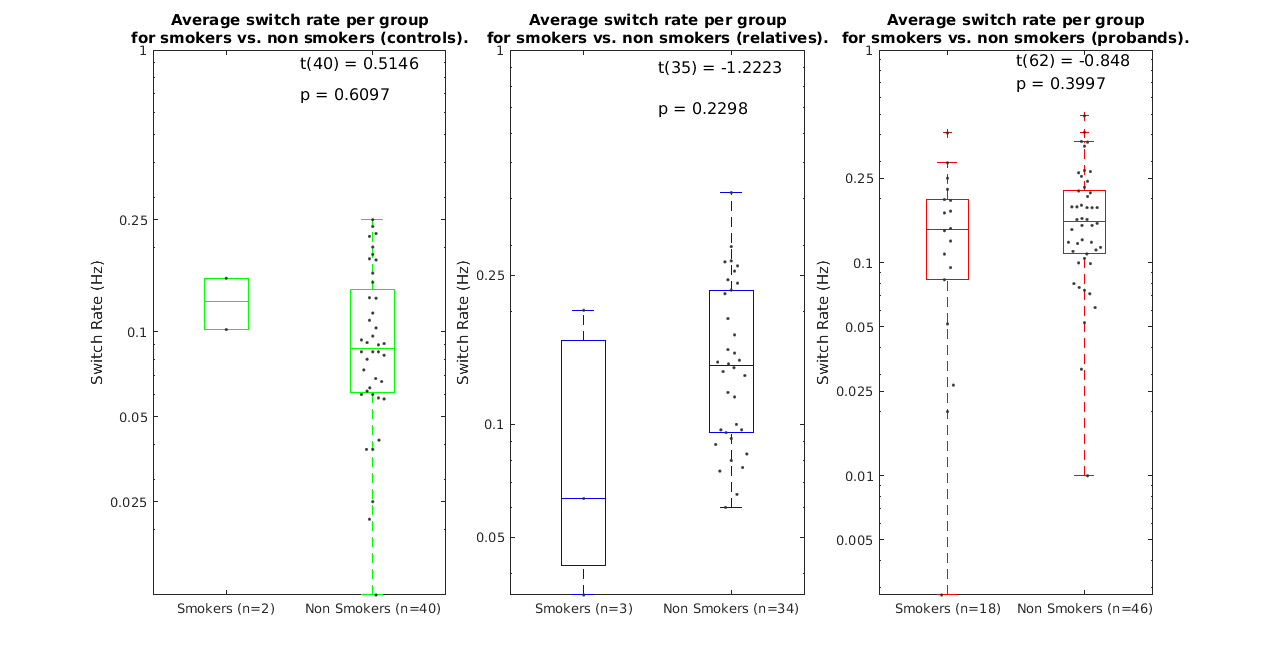 Average switch rate per group
for smokers vs. non smokers (controls).
t(40) = 0.5146
p = 0.6097
1
0.25
0.1
0.05
0.025
Switch Rate (Hz)
Smokers (n=2)
Non Smokers (n=40)
Average switch rate per group
for smokers vs. non smokers (relatives).
t(35) = -1.2223
p = 0.2298
1
0.25
0.1
0.05
Switch Rate (Hz)
Smokers (n=3)
Non Smokers (n=34)
Average switch rate per group
for smokers vs. non smokers (probands).
t(62) = -0.848
p = 0.3997
1
0.25
0.1
0.05
0.025
0.01
0.005
Switch Rate (Hz)
Smokers (n=18)
Non Smokers (n=46)